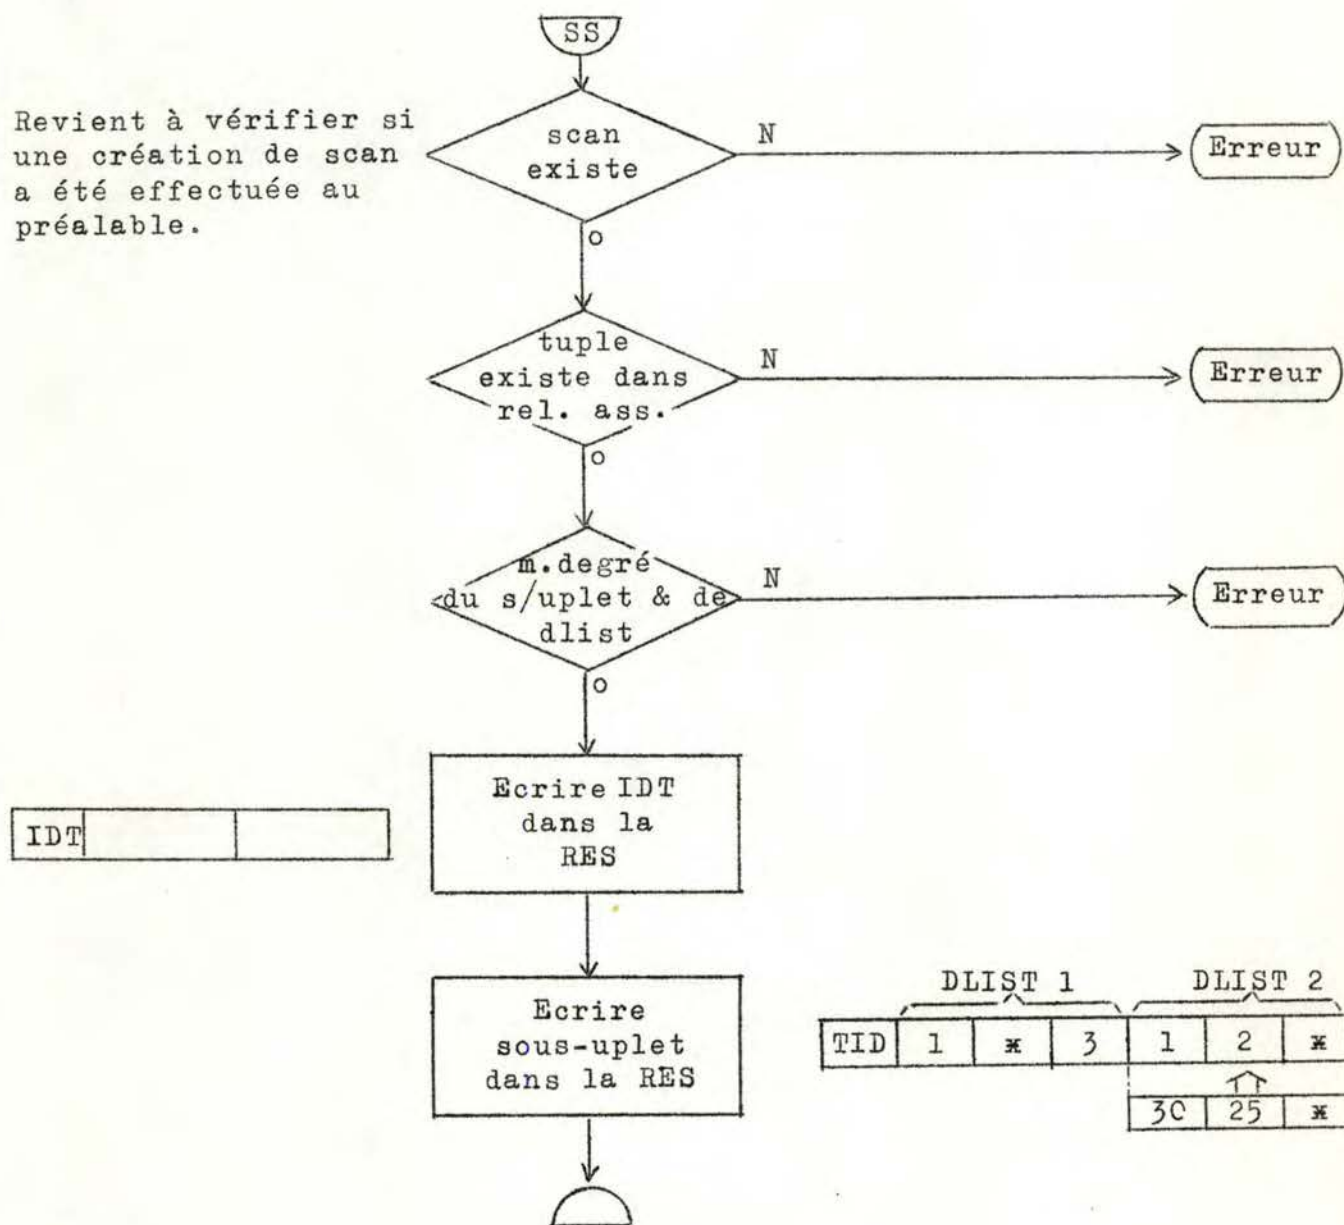 SS
Revient à vérifier si
une création de scan
a été effectuée au
préalable.
scan
existe
N
Erreur
o
tuple
existe dans
rel. ass.
N
Erreur
o
m.degré
du s/uplet & de
dlist
N
Erreur
o
Ecrire IDT
dans la
RES
IDT
Ecrire
sous-uplet
dans la RES
DLIST 1 DLIST 2
TID 1 * 3 1 2 *
30 25 *